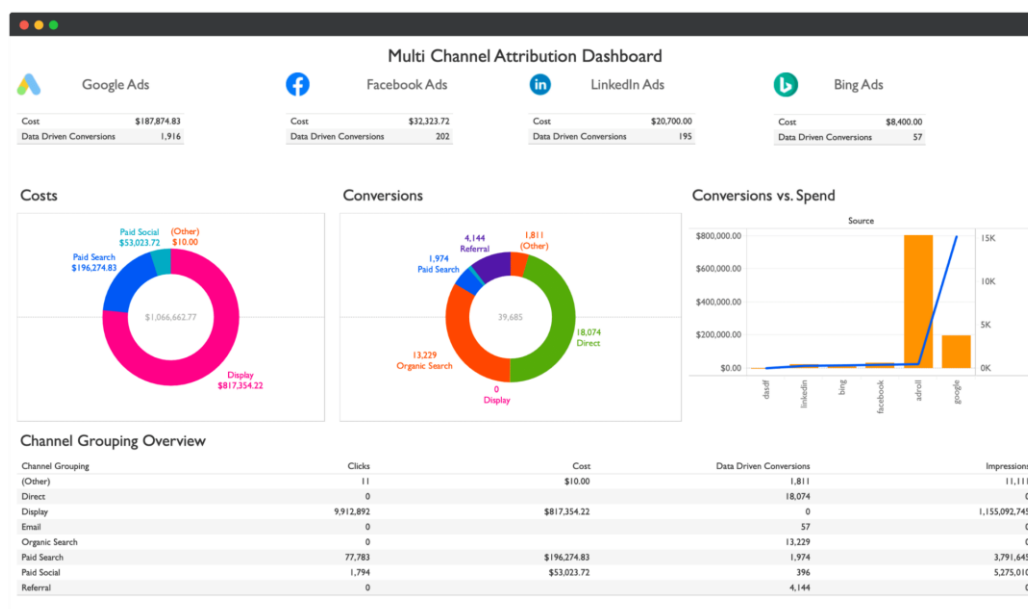 Multi Channel Attribution Dashboard
Google Ads
Facebook Ads
in
LinkedIn Ads
Bing Ads
Cost $187,874.83
Data Driven Conversions 1,916
Cost $32,323.72
Data Driven Conversions 202
Cost $20,700.00
Data Driven Conversions 195
Cost $8,400.00
Data Driven Conversions 57
Costs
Paid Social
$53,023.72
(Other)
$10.00
Paid Search
$196,274.83
$1,066,662.77
Display
$817,354.22
Conversions
4,144
Referral
1,811
(Other)
1,974
Paid Search
39,685
18,074
Direct
13,229
Organic Search
0
Display
Conversions vs. Spend
Source
$800,000.00
$600,000.00
$400,000.00
$200,000.00
$0.00
15K
10K
5K
0K
dasdf
linkedin
bing
facebook
adroll
google
Channel Grouping Overview
Channel Grouping Clicks Cost Data Driven Conversions Impressions
(Other) 11 $10.00 1,811 11,111
Direct 0 18,074 0
Display 9,912,892 $817,354.22 0 1,155,092,745
Email 0 57 0
Organic Search 0 13,229 0
Paid Search 77,783 $196,274.83 1,974 3,791,645
Paid Social 1,794 $53,023.72 396 5,275,010
Referral 0 4,144 0